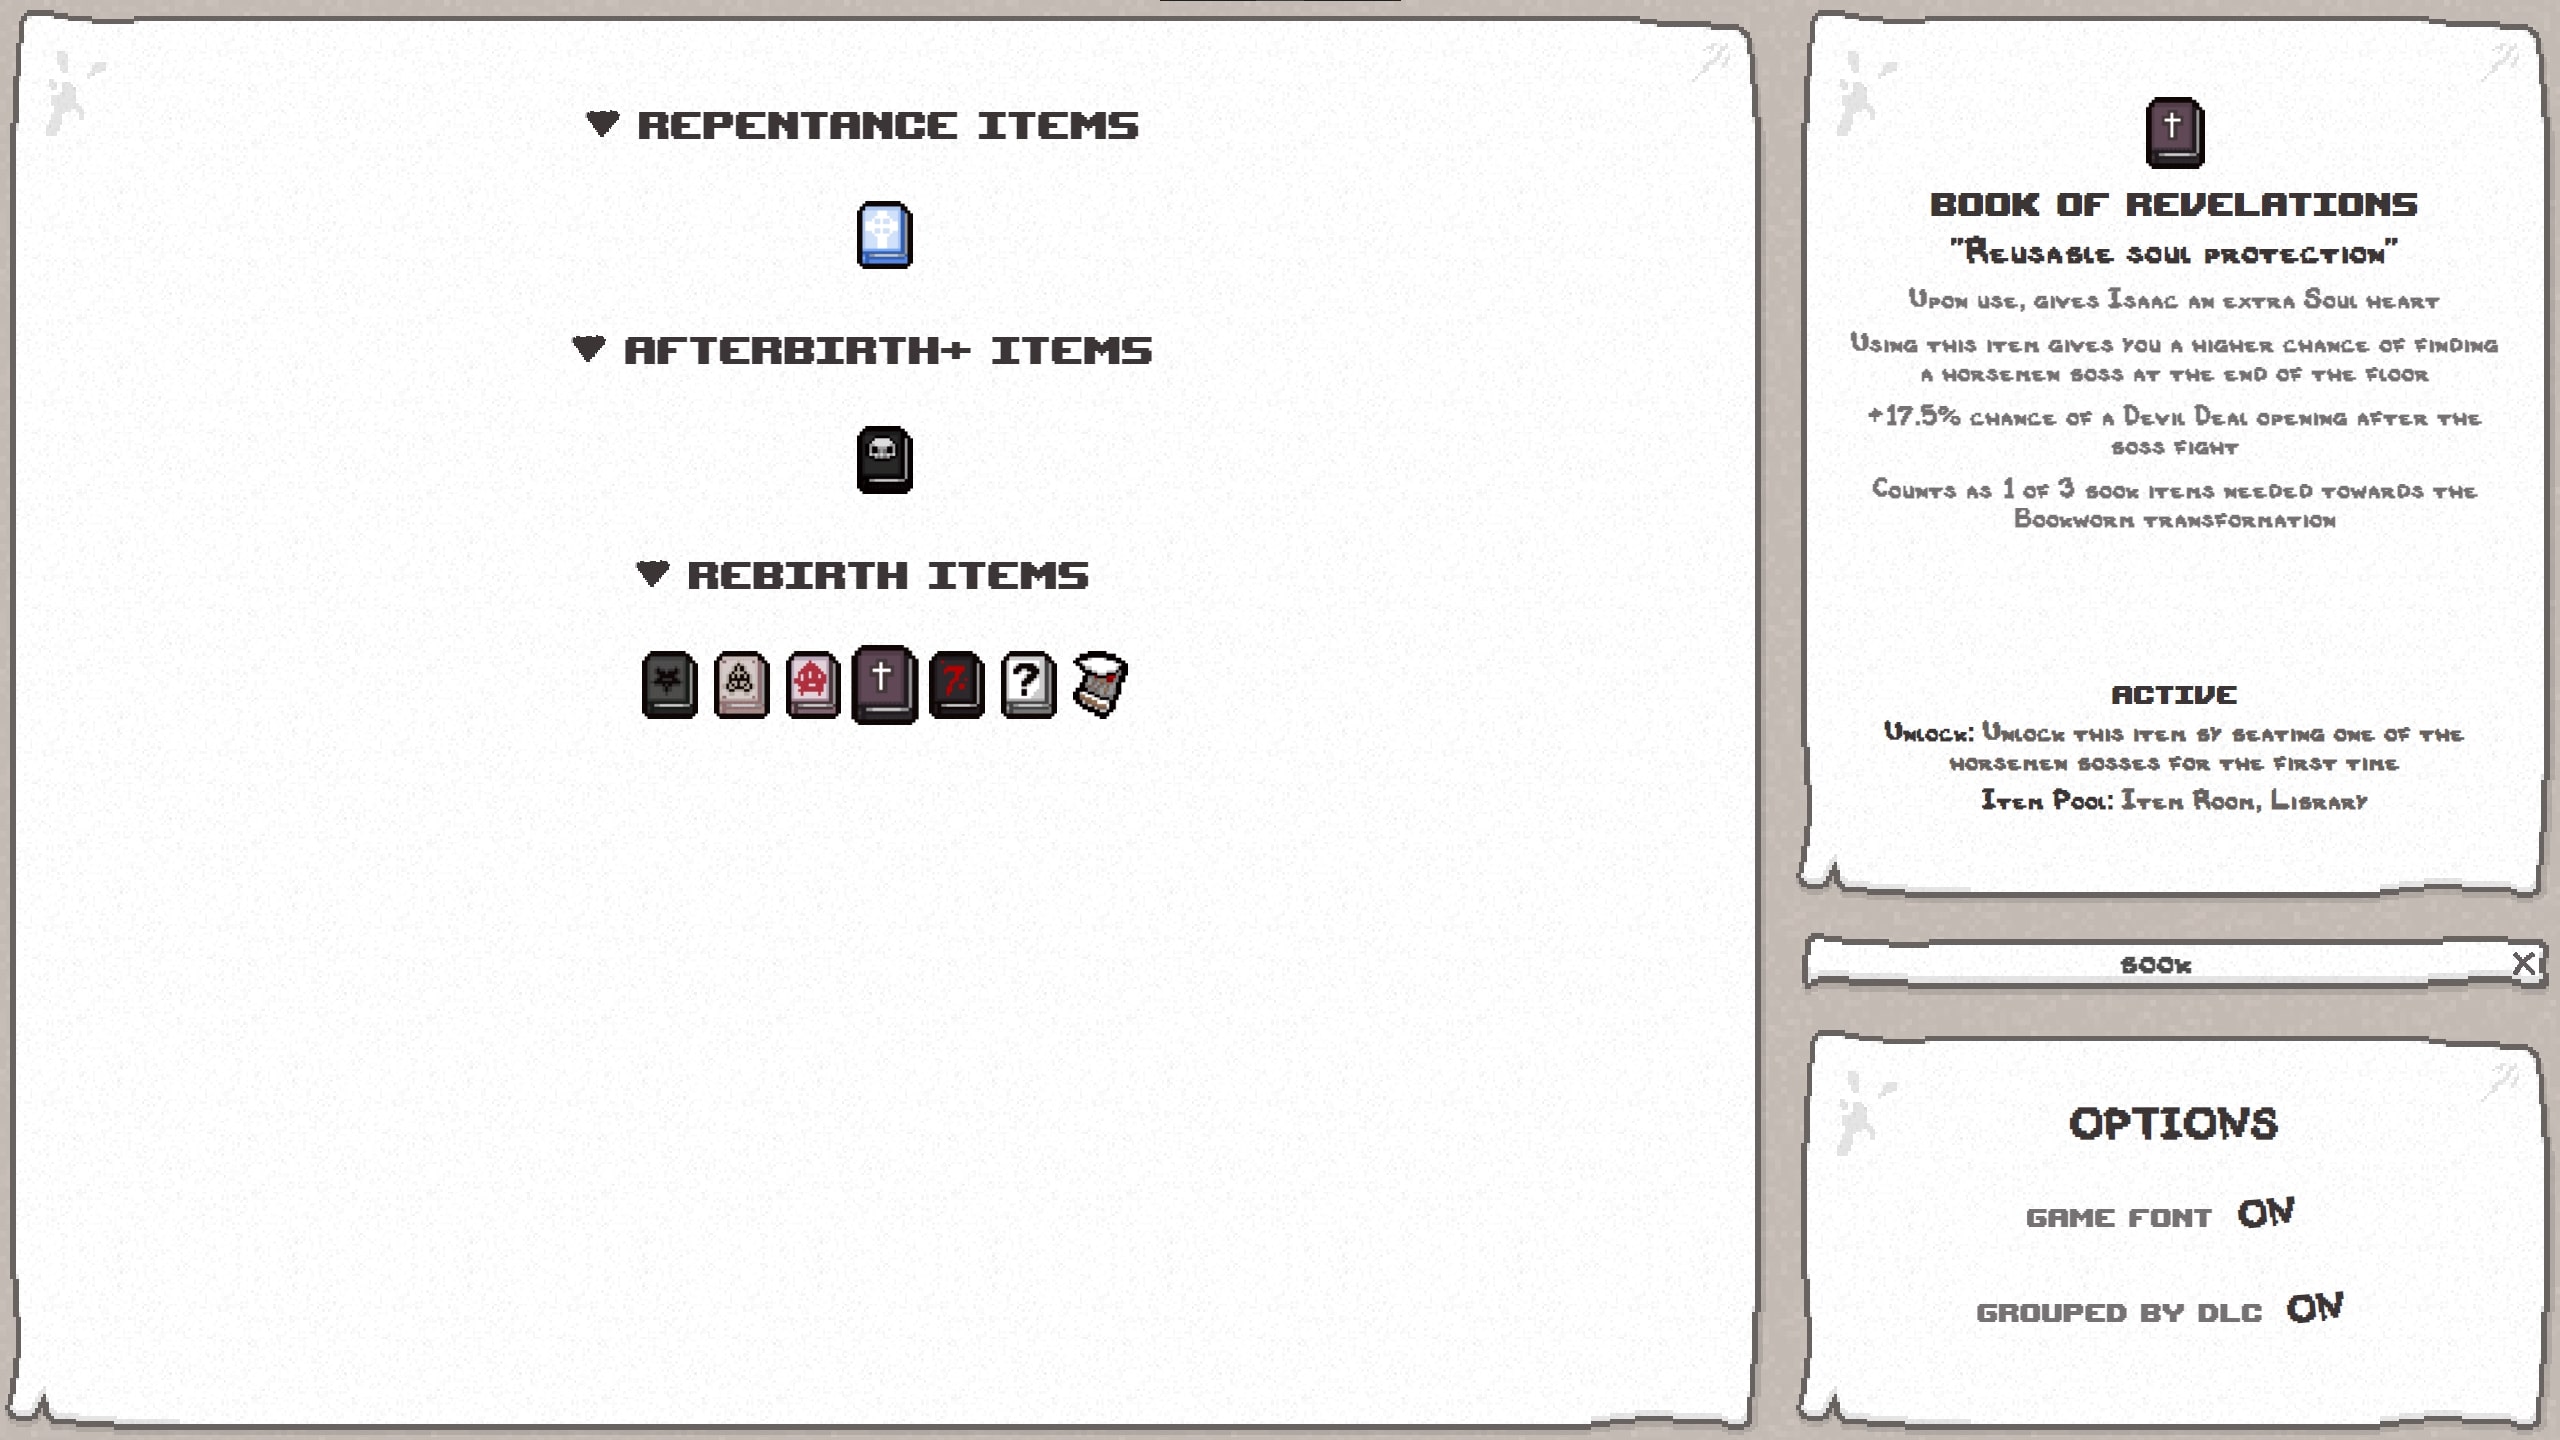 REPENTANCE ITEMS
AFTERBIRTH+ ITEMS
REBIRTH ITEMS
7
?
BOOK OF REVELATIONS
"Reusable soul protection"
Upon use, gives Isaac an extra Soul heart
Using this item gives you a higher chance of finding
a horsemen boss at the end of the floor
+17.5% chance of a Devil Deal opening after the
boss fight
Counts as 1 of 3 book items needed towards the
Bookworm transformation
ACTIVE
Unlock: Unlock this item by beating one of the
horsemen bosses for the first time
Item Pool: Item Room, Library
book
OPTIONS
GAME FONT ON
GROUPED BY DLC ON